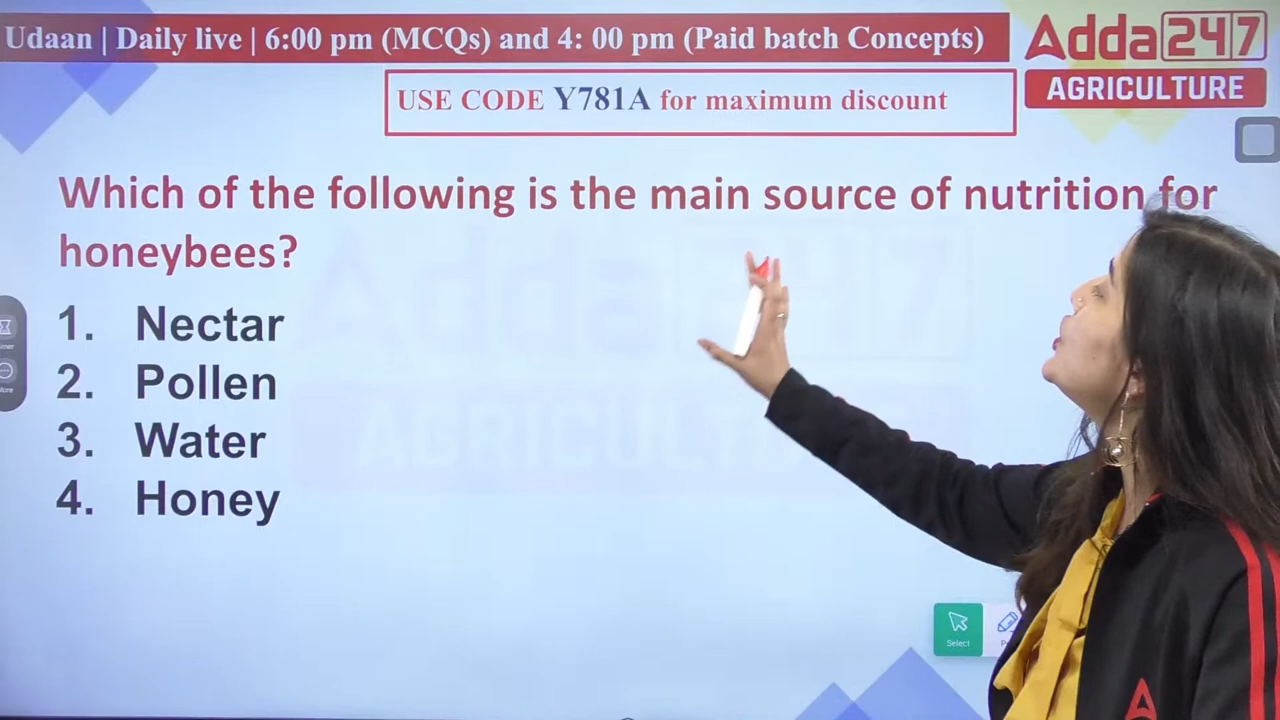 Udaan | Daily live | 6:00 pm (MCQs) and 4: 00 pm (Paid batch Concepts)
Adda247
AGRICULTURE
USE CODE Y781A for maximum discount
Which of the following is the main source of nutrition for
honeybees?
1. Nectar
2. Pollen
3. Water
4. Honey
Adda247
AGRICULTURE
Select